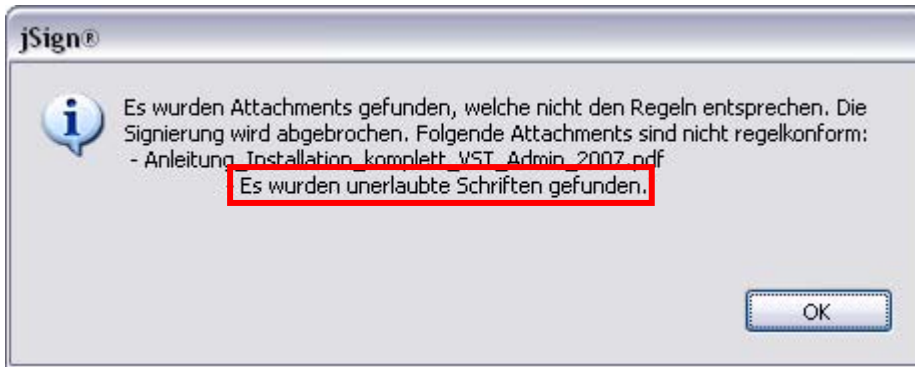 jSign®
Es wurden Attachments gefunden, welche nicht den Regeln entsprechen. Die
Signierung wird abgebrochen. Folgende Attachments sind nicht regelkonform:
- Anleitung_Installation_komplett_VST_Admin_2007.pdf
- Es wurden unerlaubte Schriften gefunden.
OK